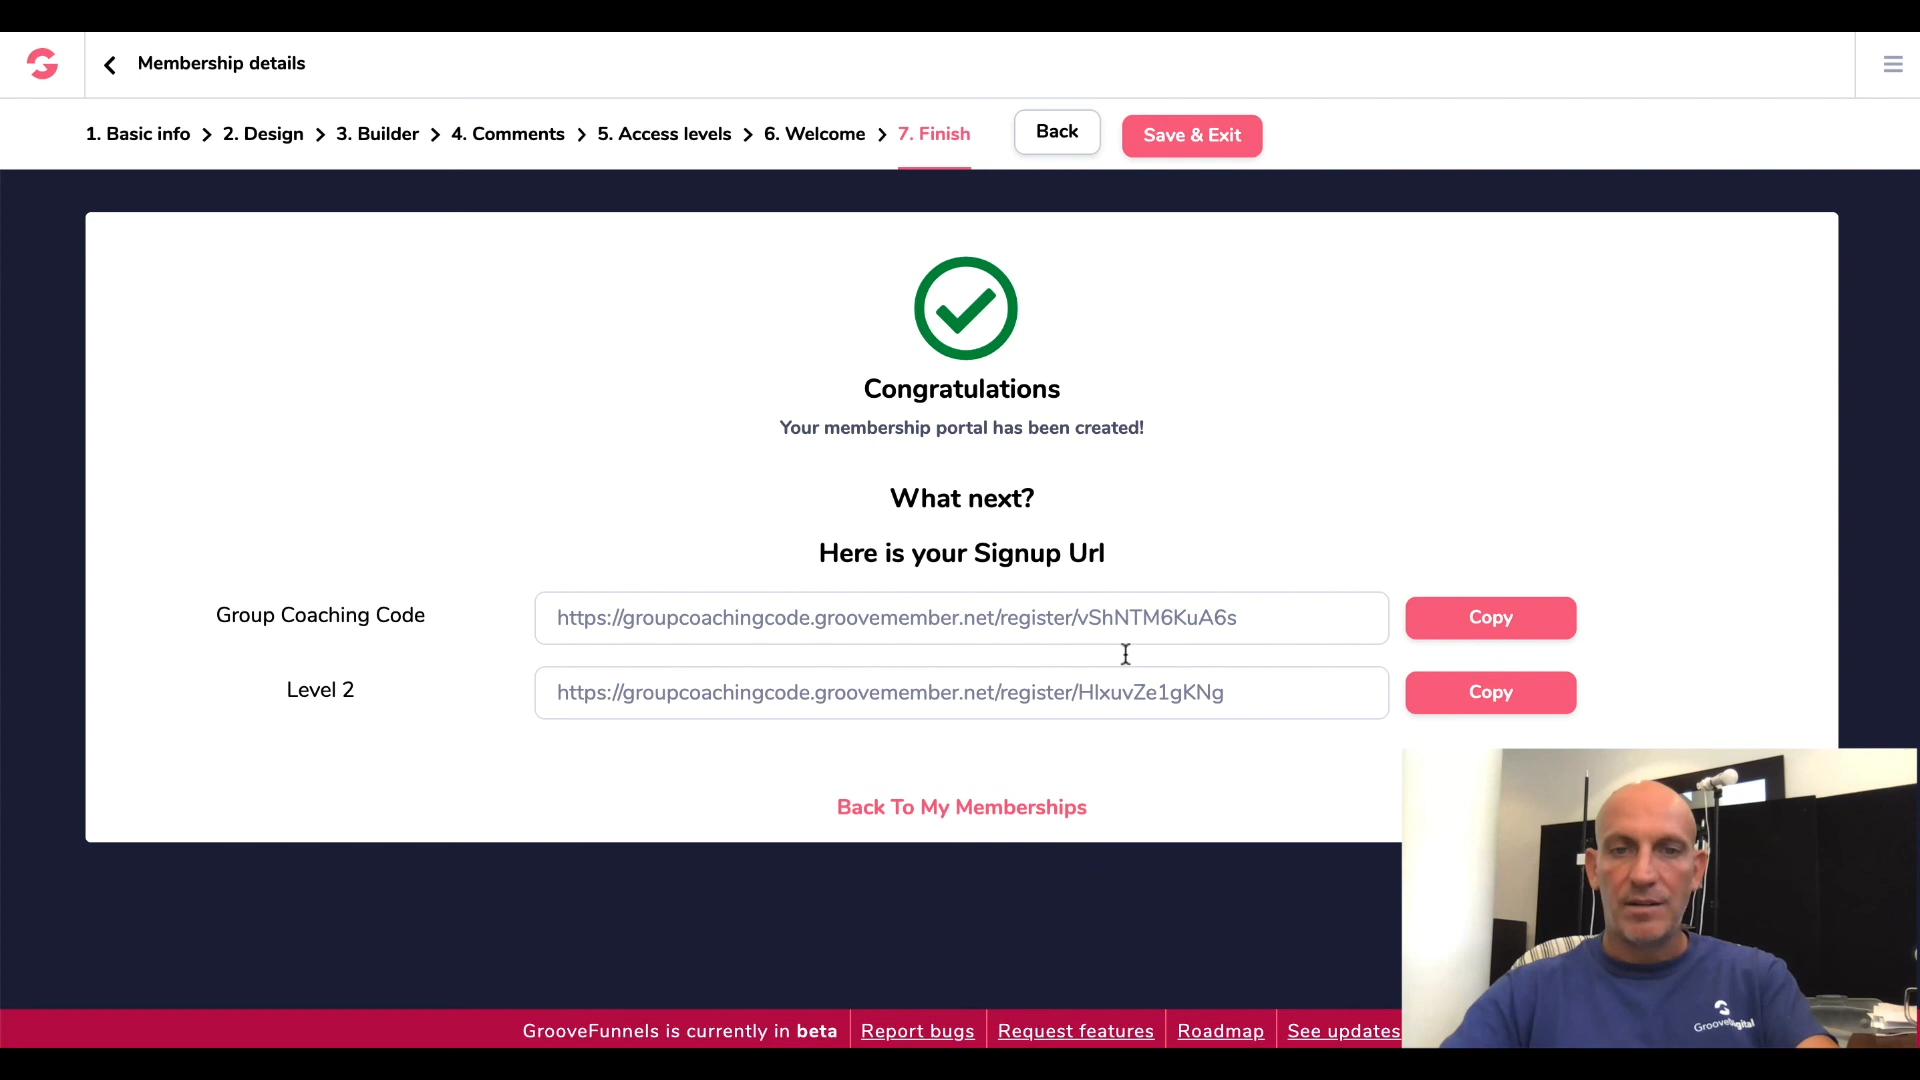 Membership details
1. Basic info > 2. Design > 3. Builder > 4. Comments > 5. Access levels > 6. Welcome > 7. Finish Back Save & Exit
Congratulations
Your membership portal has been created!
What next?
Here is your Signup Url
Group Coaching Code https://groupcoachingcode.groovemember.net/register/vShNTM6KuA6s Copy
Level 2 https://groupcoachingcode.groovemember.net/register/HlxuvZe1gKNg Copy
Back To My Memberships
GrooveFunnels is currently in beta Report bugs Request features Roadmap See updates